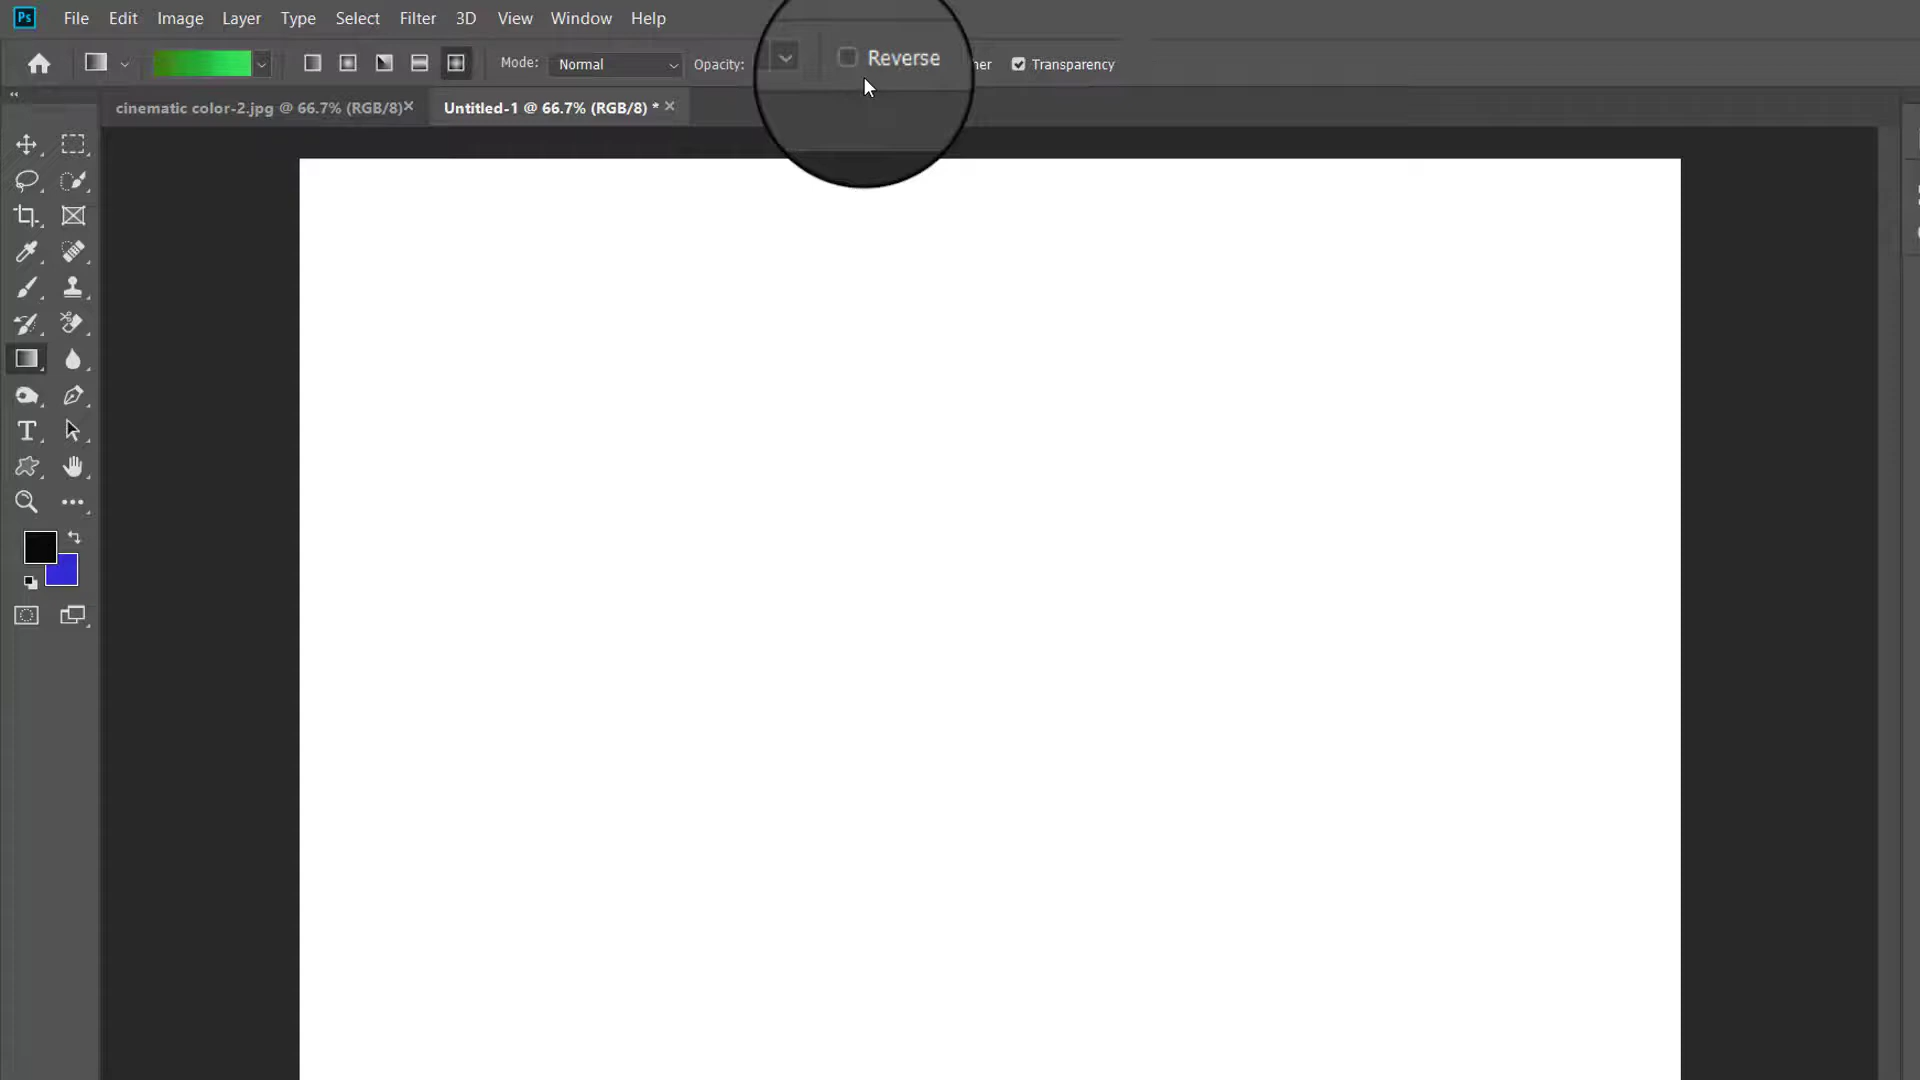 Ps File Edit Image Layer Type Select Filter 3D View Window Help
Mode: Normal Opacity: Reverse her Transparency
cinematic color-2.jpg @ 66.7% (RGB/8) × Untitled-1 @ 66.7% (RGB/8) * ×
T